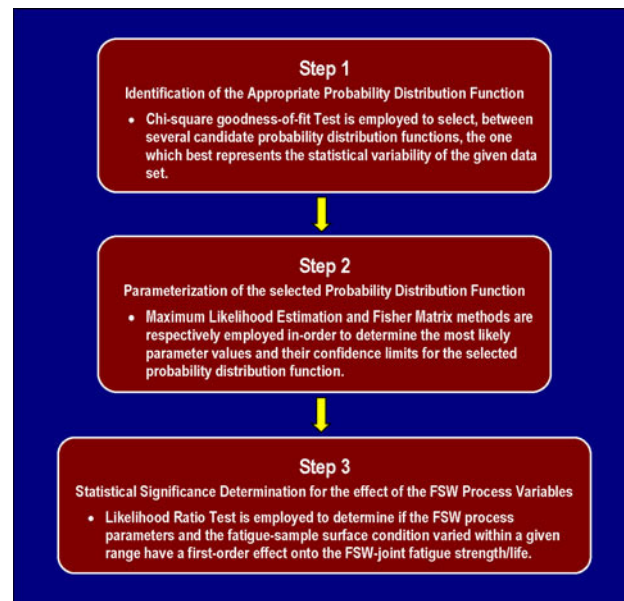 Step 1
Identification of the Appropriate Probability Distribution Function
• Chi-square goodness-of-fit Test is employed to select, between
several candidate probability distribution functions, the one
which best represents the statistical variability of the given data
set.
Step 2
Parameterization of the selected Probability Distribution Function
• Maximum Likelihood Estimation and Fisher Matrix methods are
respectively employed in-order to determine the most likely
parameter values and their confidence limits for the selected
probability distribution function.
Step 3
Statistical Significance Determination for the effect of the FSW Process Variables
• Likelihood Ratio Test is employed to determine if the FSW process
parameters and the fatigue-sample surface condition varied within a given
range have a first-order effect onto the FSW-joint fatigue strength/life.